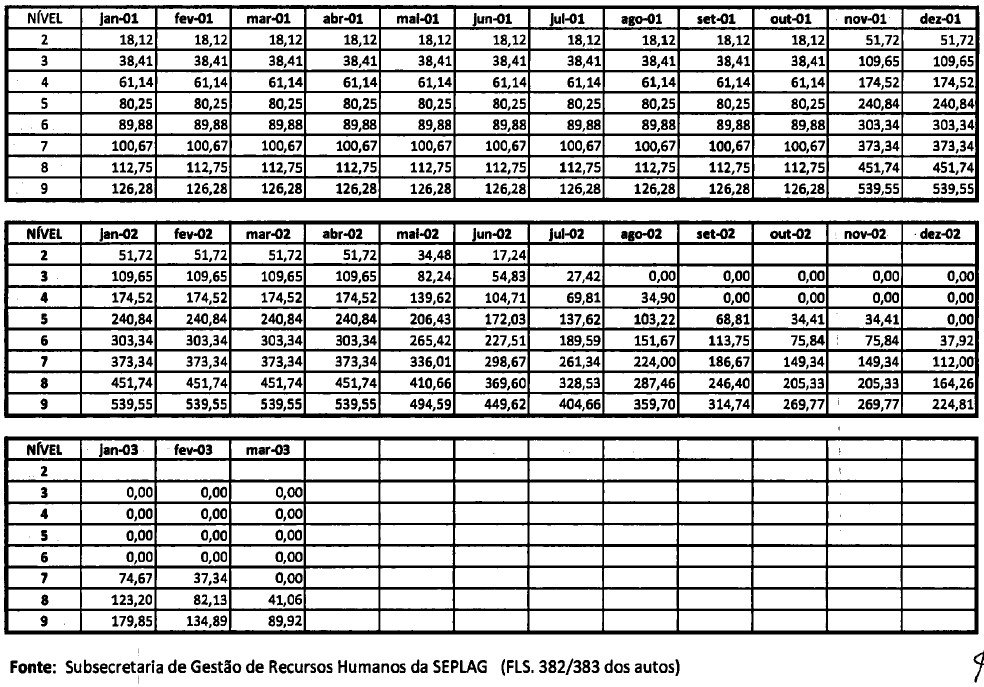 NÍVEL jan-01 fev-01 mar-01 abr-01 mai-01 jun-01 jul-01 ago-01 set-01 out-01 nov-01 dez-01
2 18,12 18,12 18,12 18,12 18,12 18,12 18,12 18,12 18,12 18,12 51,72 51,72
3 38,41 38,41 38,41 38,41 38,41 38,41 38,41 38,41 38,41 38,41 109,65 109,65
4 61,14 61,14 61,14 61,14 61,14 61,14 61,14 61,14 61,14 61,14 174,52 174,52
5 80,25 80,25 80,25 80,25 80,25 80,25 80,25 80,25 80,25 80,25 240,84 240,84
6 89,88 89,88 89,88 89,88 89,88 89,88 89,88 89,88 89,88 89,88 303,34 303,34
7 100,67 100,67 100,67 100,67 100,67 100,67 100,67 100,67 100,67 100,67 373,34 373,34
8 112,75 112,75 112,75 112,75 112,75 112,75 112,75 112,75 112,75 112,75 451,74 451,74
9 126,28 126,28 126,28 126,28 126,28 126,28 126,28 126,28 126,28 126,28 539,55 539,55
NÍVEL jan-02 fev-02 mar-02 abr-02 mai-02 jun-02 jul-02 ago-02 set-02 out-02 nov-02 dez-02
2 51,72 51,72 51,72 51,72 34,48 17,24
3 109,65 109,65 109,65 109,65 82,24 54,83 27,42 0,00 0,00 0,00 0,00 0,00
4 174,52 174,52 174,52 174,52 139,62 104,71 69,81 34,90 0,00 0,00 0,00 0,00
5 240,84 240,84 240,84 240,84 206,43 172,03 137,62 103,22 68,81 34,41 34,41 0,00
6 303,34 303,34 303,34 303,34 265,42 227,51 189,59 151,67 113,75 75,84 75,84 37,92
7 373,34 373,34 373,34 373,34 336,01 298,67 261,34 224,00 186,67 149,34 149,34 112,00
8 451,74 451,74 451,74 451,74 410,66 369,60 328,53 287,46 246,40 205,33 205,33 164,26
9 539,55 539,55 539,55 539,55 494,59 449,62 404,66 359,70 314,74 269,77 269,77 224,81
NÍVEL jan-03 fev-03 mar-03
2
3 0,00 0,00 0,00
4 0,00 0,00 0,00
5 0,00 0,00 0,00
6 0,00 0,00 0,00
7 74,67 37,34 0,00
8 123,20 82,13 41,06
9 179,85 134,89 89,92
Fonte: Subsecretaria de Gestão de Recursos Humanos da SEPLAG (FLS. 382/383 dos autos)